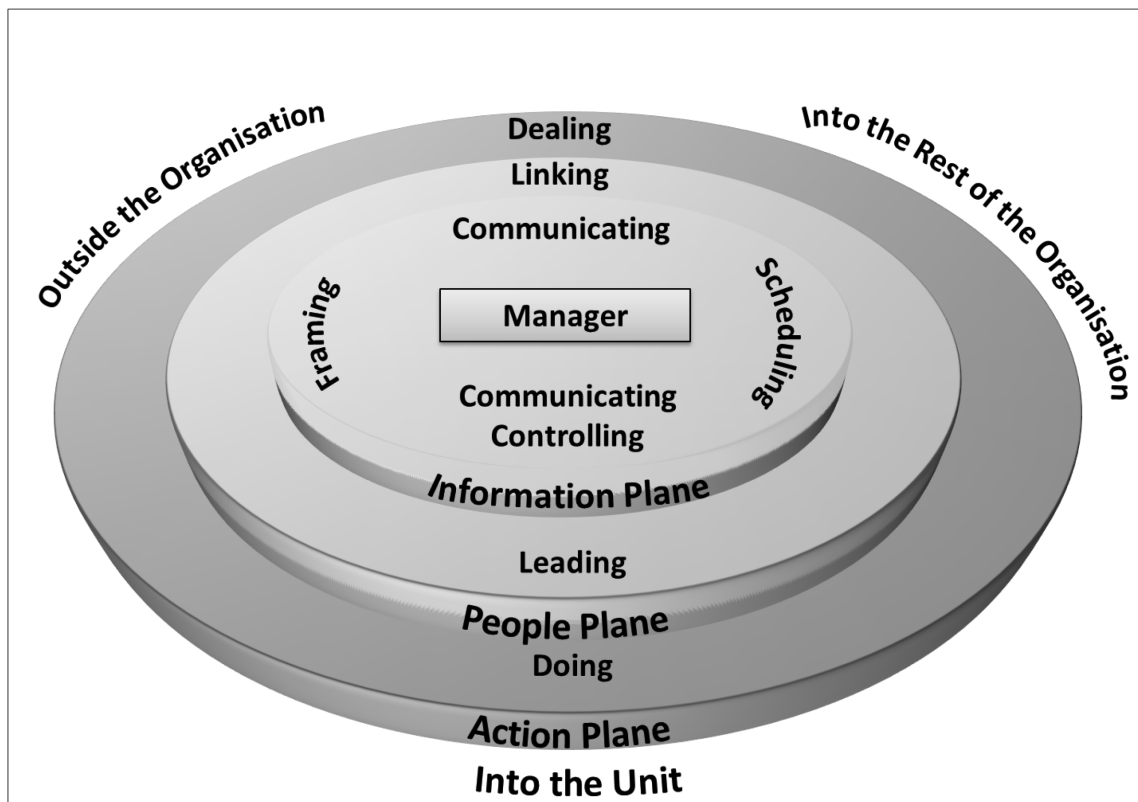 Outside the Organisation
Into the Rest of the Organisation
Dealing
Linking
Communicating
Framing
Scheduling
Manager
Communicating
Controlling
Information Plane
Leading
People Plane
Doing
Action Plane
Into the Unit